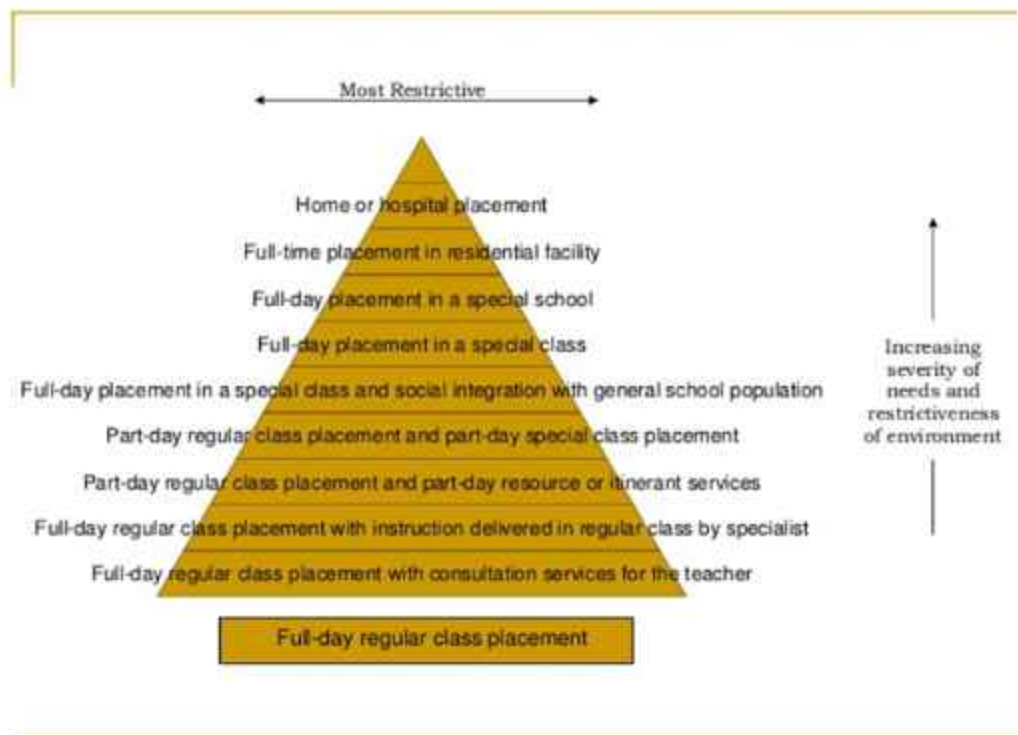 Most Restrictive
Home or hospital placement
Full-time placement in residential facility
Full-day placement in a special school
Full-day placement in a special class
Full-day placement in a special class and social integration with general school population
Part-day regular class placement and part-day special class placement
Part-day regular class placement and part-day resource or itinerant services
Full-day regular class placement with instruction delivered in regular class by specialist
Full-day regular class placement with consultation services for the teacher
Full-day regular class placement
Increasing
severity of
needs and
restrictiveness
of environment